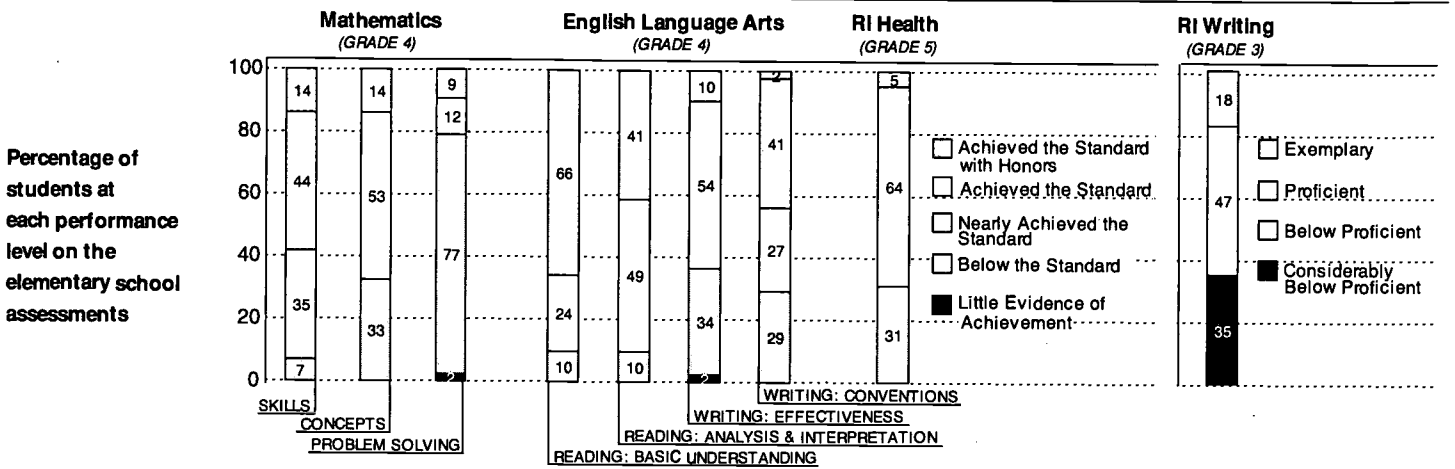 Mathematics
(GRADE 4)
English Language Arts
(GRADE 4)
RI Health
(GRADE 5)
RI Writing
(GRADE 3)
Percentage of
students at
each performance
level on the
elementary school
assessments
100
80
60
40
20
0
14
44
35
7
14
53
33
9
12
77
2
66
24
10
41
49
10
10
54
34
2
2
41
27
29
5
64
31
Achieved the Standard
with Honors
Achieved the Standard
Nearly Achieved the
Standard
Below the Standard
Little Evidence of
Achievement
18
47
35
Exemplary
Proficient
Below Proficient
Considerably
Below Proficient
SKILLS
CONCEPTS
PROBLEM SOLVING
WRITING: CONVENTIONS
WRITING: EFFECTIVENESS
READING: ANALYSIS & INTERPRETATION
READING: BASIC UNDERSTANDING